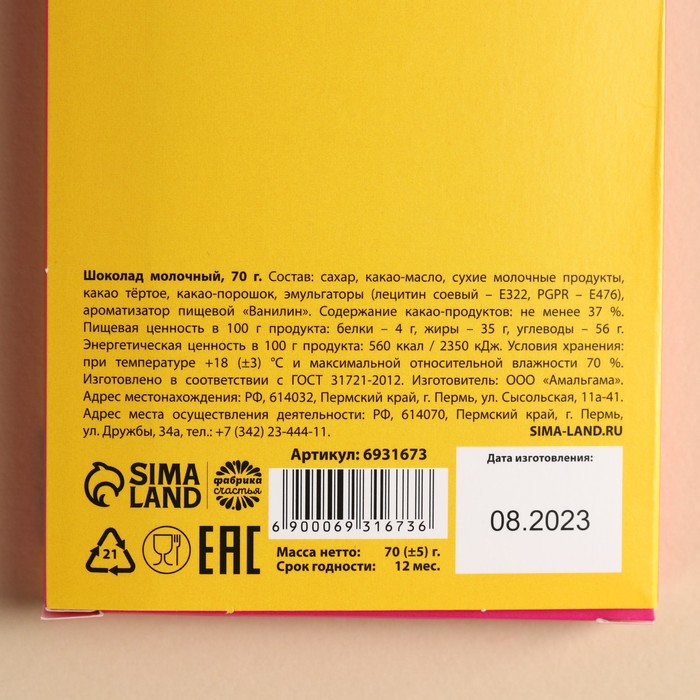 Шоколад молочный, 70 г. Состав: сахар, какао-масло, сухие молочные продукты,
какао тёртое, какао-порошок, эмульгаторы (лецитин соевый – Е322, PGPR – Е476),
ароматизатор пищевой «Ванилин». Содержание какао-продуктов: не менее 37 %.
Пищевая ценность в 100 г продукта: белки – 4 г, жиры – 35 г, углеводы – 56 г.
Энергетическая ценность в 100 г продукта: 560 ккал / 2350 кДж. Условия хранения:
при температуре +18 (±3) °С и максимальной относительной влажности 70 %.
Изготовлено в соответствии с ГОСТ 31721-2012. Изготовитель: ООО «Амальгама».
Адрес местонахождения: РФ, 614032, Пермский край, г. Пермь, ул. Сысольская, 11а-41.
Адрес места осуществления деятельности: РФ, 614070, Пермский край, г. Пермь,
ул. Дружбы, 34а, тел.: +7 (342) 23-444-11.
SIMA-LAND.RU
SIMA
LAND
фабрика
счастья
Артикул: 6931673
6 900069 316736
21
EAC
Масса нетто: 70 (±5) г.
Срок годности: 12 мес.
Дата изготовления:
08.2023